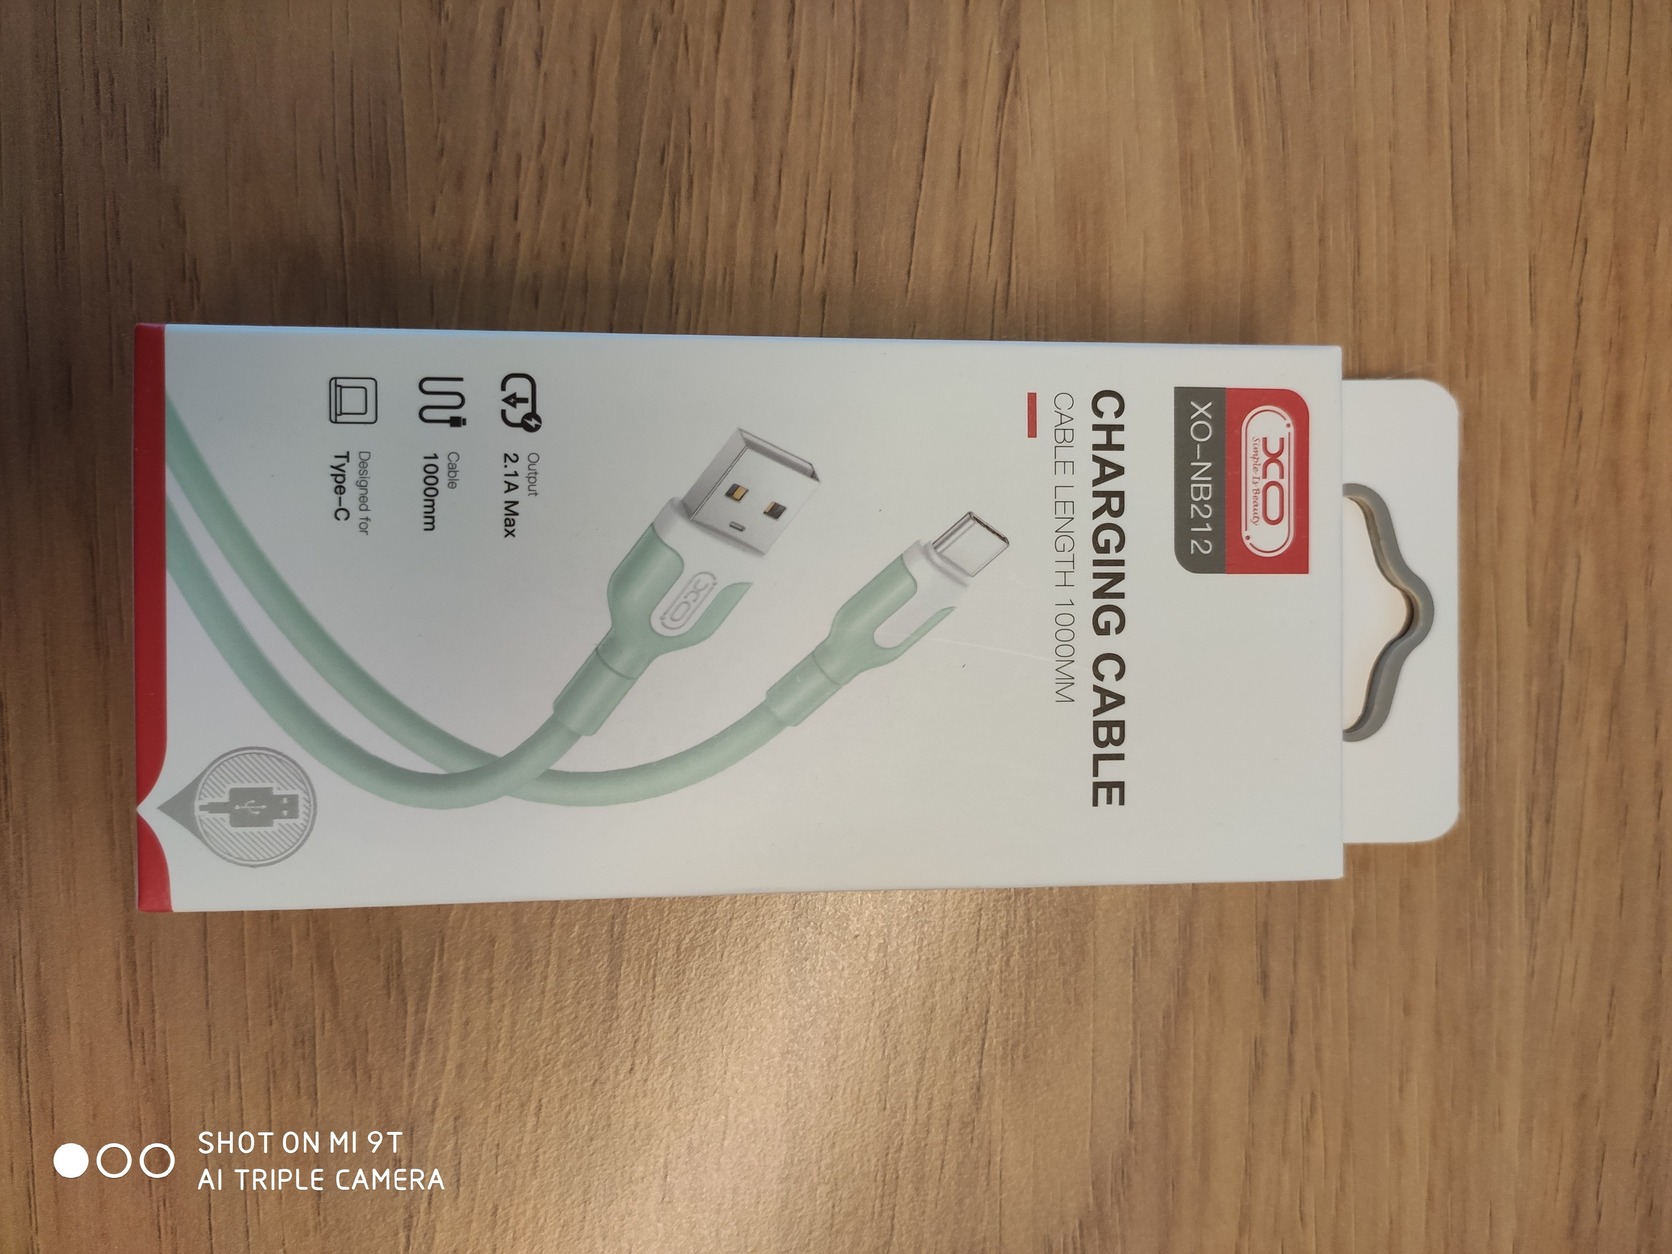 XO
Simple Is Beauty
XO-NB212
CHARGING CABLE
CABLE LENGTH 1000MM
XO
Output
2.1A Max
Cable
1000mm
Designed for
Type-C
SHOT ON MI 9T
AI TRIPLE CAMERA